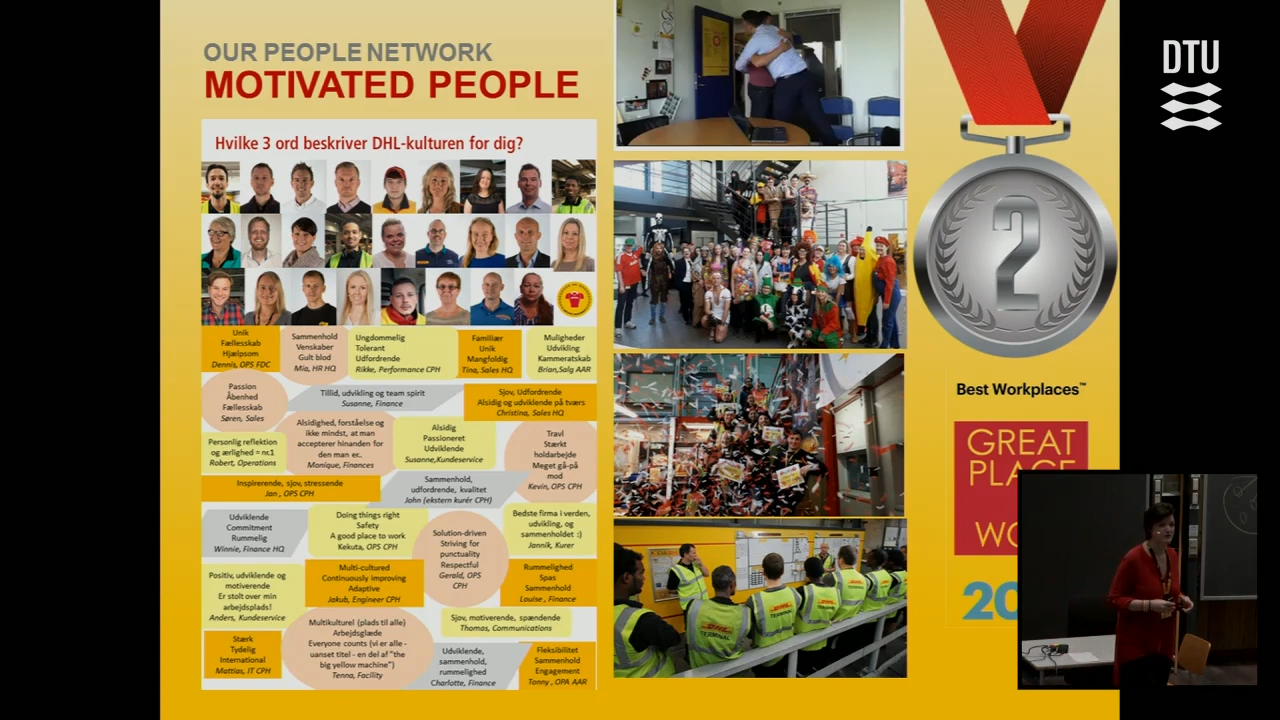 OUR PEOPLE NETWORK
MOTIVATED PEOPLE
Hvilke 3 ord beskriver DHL-kulturen for dig?
Unik
Fællesskab
Hjælpsom
Dennis, OPS FDC
Sammenhold
Venskaber
Gult blod
Mia, HR HQ
Ungdommelig
Tolerant
Udfordrende
Rikke, Performance CPH
Familiær
Unik
Mangfoldig
Tina, Sales HQ
Muligheder
Udvikling
Kammeratskab
Brian,Salg AAR
Passion
Åbenhed
Fællesskab
Søren, Sales
Tillid, udvikling og team spirit
Susanne, Finance
Sjov, Udfordrende
Alsidig og udviklende på tværs
Christina, Sales HQ
Personlig reflektion
og ærlighed = nr.1
Robert, Operations
Alsidighed, forståelse og
ikke mindst, at man
accepterer hinanden for
den man er..
Monique, Finances
Alsidig
Passioneret
Udviklende
Susanne,Kundeservice
Travl
Stærkt
holdarbejde
Meget gå-på
mod
Kevin, OPS CPH
Inspirerende, sjov, stressende
Jan , OPS CPH
Sammenhold,
udfordrende, kvalitet
John (ekstern kurér CPH)
Udviklende
Commitment
Rummelig
Winnie, Finance HQ
Doing things right
Safety
A good place to work
Kekuta, OPS CPH
Solution-driven
Striving for
punctuality
Respectful
Gerald, OPS
CPH
Bedste firma i verden,
udvikling, og
sammenholdet :)
Jannik, Kurer
Positiv, udviklende og
motiverende
Er stolt over min
arbejdsplads!
Anders, Kundeservice
Multi-cultured
Continuously improving
Adaptive
Jakub, Engineer CPH
Rummelighed
Spas
Sammenhold
Louise , Finance
Stærk
Tydelig
International
Mattias, IT CPH
Multikulturel (plads til alle)
Arbejdsglæde
Everyone counts (vi er alle -
uanset titel - en del af "the
big yellow machine")
Tenna, Facility
Sjov, motiverende, spændende
Thomas, Communications
Udviklende,
sammenhold,
rummelighed
Charlotte, Finance
Fleksibilitet
Sammenhold
Engagement
Tonny , OPA AAR
DHL
TERMINAL
DHL
TERMINAL
2
Best Workplaces™
GREAT
PLA
WO
20
DTU